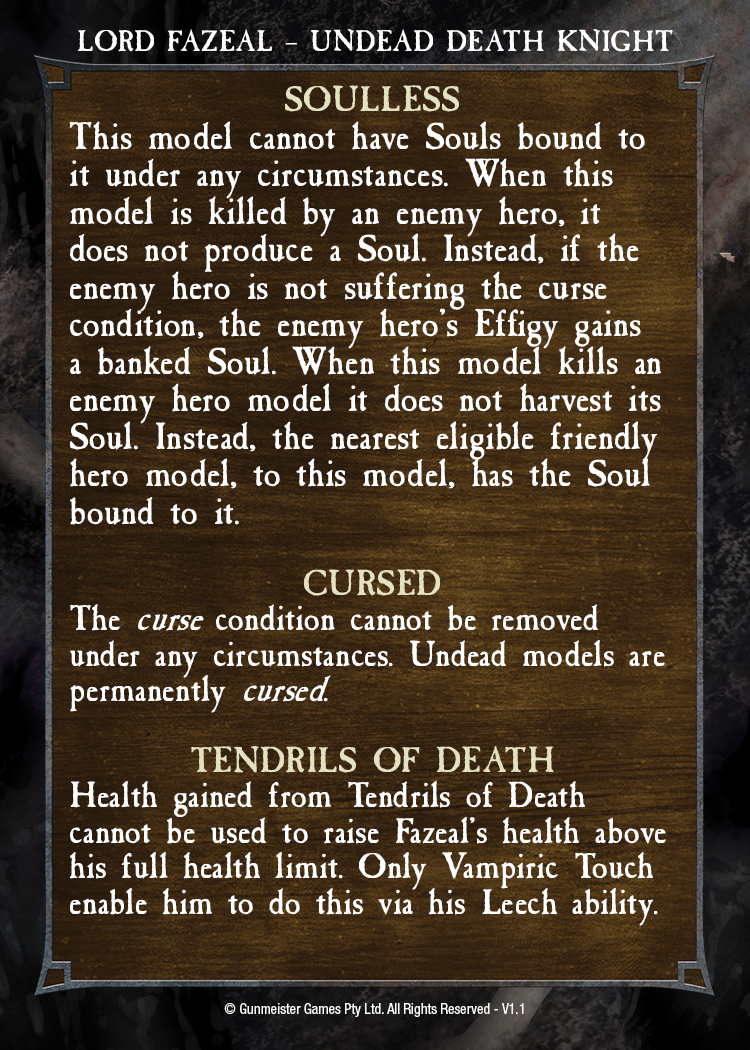 LORD FAZEAL – UNDEAD DEATH KNIGHT
SOULLESS
This model cannot have Souls bound to
it under any circumstances. When this
model is killed by an enemy hero, it
does not produce a Soul. Instead, if the
enemy hero is not suffering the curse
condition, the enemy hero's Effigy gains
a banked Soul. When this model kills an
enemy hero model it does not harvest its
Soul. Instead, the nearest eligible friendly
hero model, to this model, has the Soul
bound to it.
CURSED
The curse condition cannot be removed
under any circumstances. Undead models are
permanently cursed.
TENDRILS OF DEATH
Health gained from Tendrils of Death
cannot be used to raise Fazeal's health above
his full health limit. Only Vampiric Touch
enable him to do this via his Leech ability.
© Gunmeister Games Pty Ltd. All Rights Reserved - V1.1